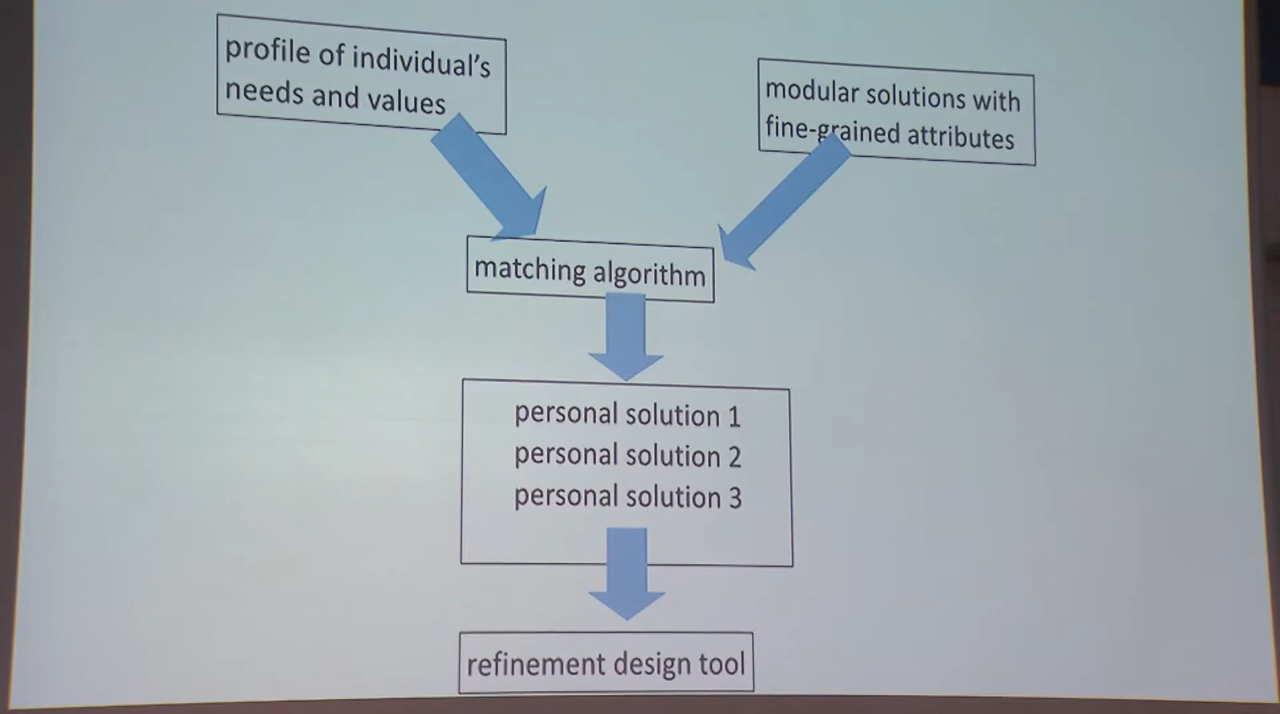 profile of individual's
needs and values
modular solutions with
fine-grained attributes
matching algorithm
personal solution 1
personal solution 2
personal solution 3
refinement design tool